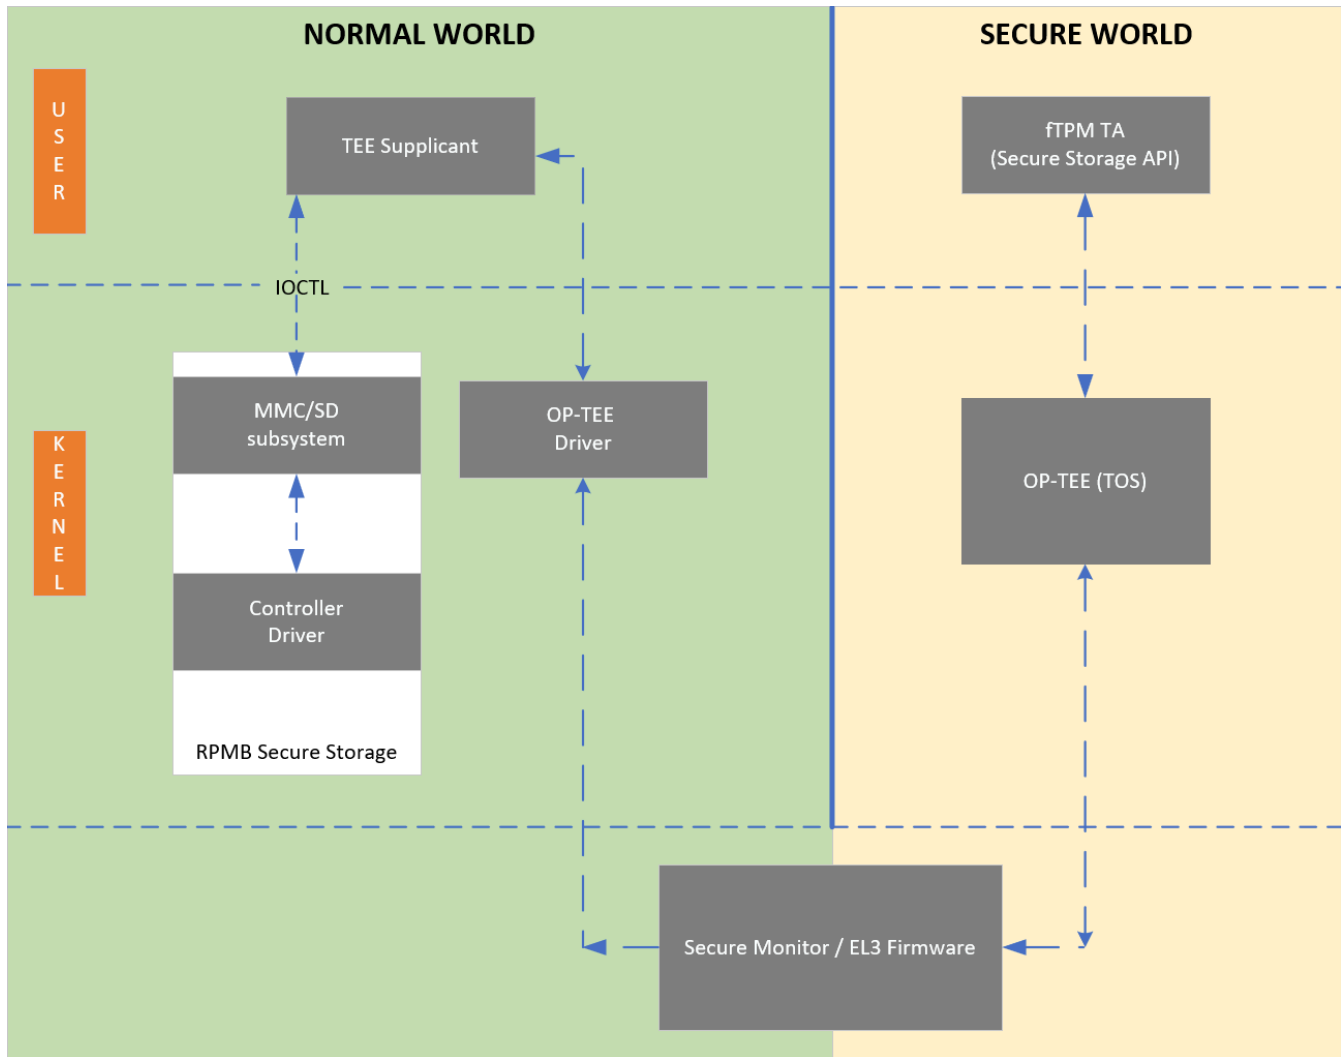 NORMAL WORLD
SECURE WORLD
U
S
E
R
TEE Supplicant
fTPM TA
(Secure Storage API)
IOCTL
MMC/SD
subsystem
OP-TEE
Driver
K
E
R
N
E
L
OP-TEE (TOS)
Controller
Driver
RPMB Secure Storage
Secure Monitor / EL3 Firmware